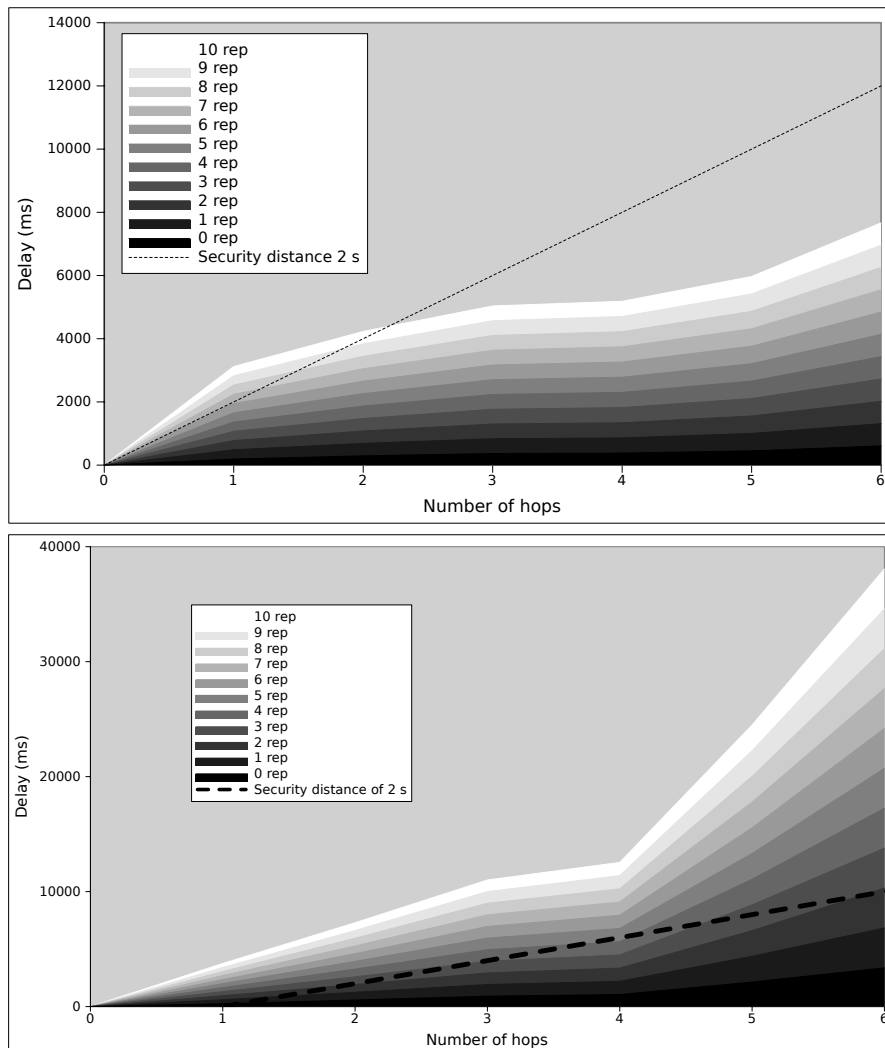 14000
12000
10000
8000
6000
4000
2000
0
Delay (ms)
10 rep
9 rep
8 rep
7 rep
6 rep
5 rep
4 rep
3 rep
2 rep
1 rep
0 rep
Security distance 2 s
0 1 2 3 4 5 6
Number of hops
40000
30000
20000
10000
0
Delay (ms)
10 rep
9 rep
8 rep
7 rep
6 rep
5 rep
4 rep
3 rep
2 rep
1 rep
0 rep
Security distance of 2 s
0 1 2 3 4 5 6
Number of hops